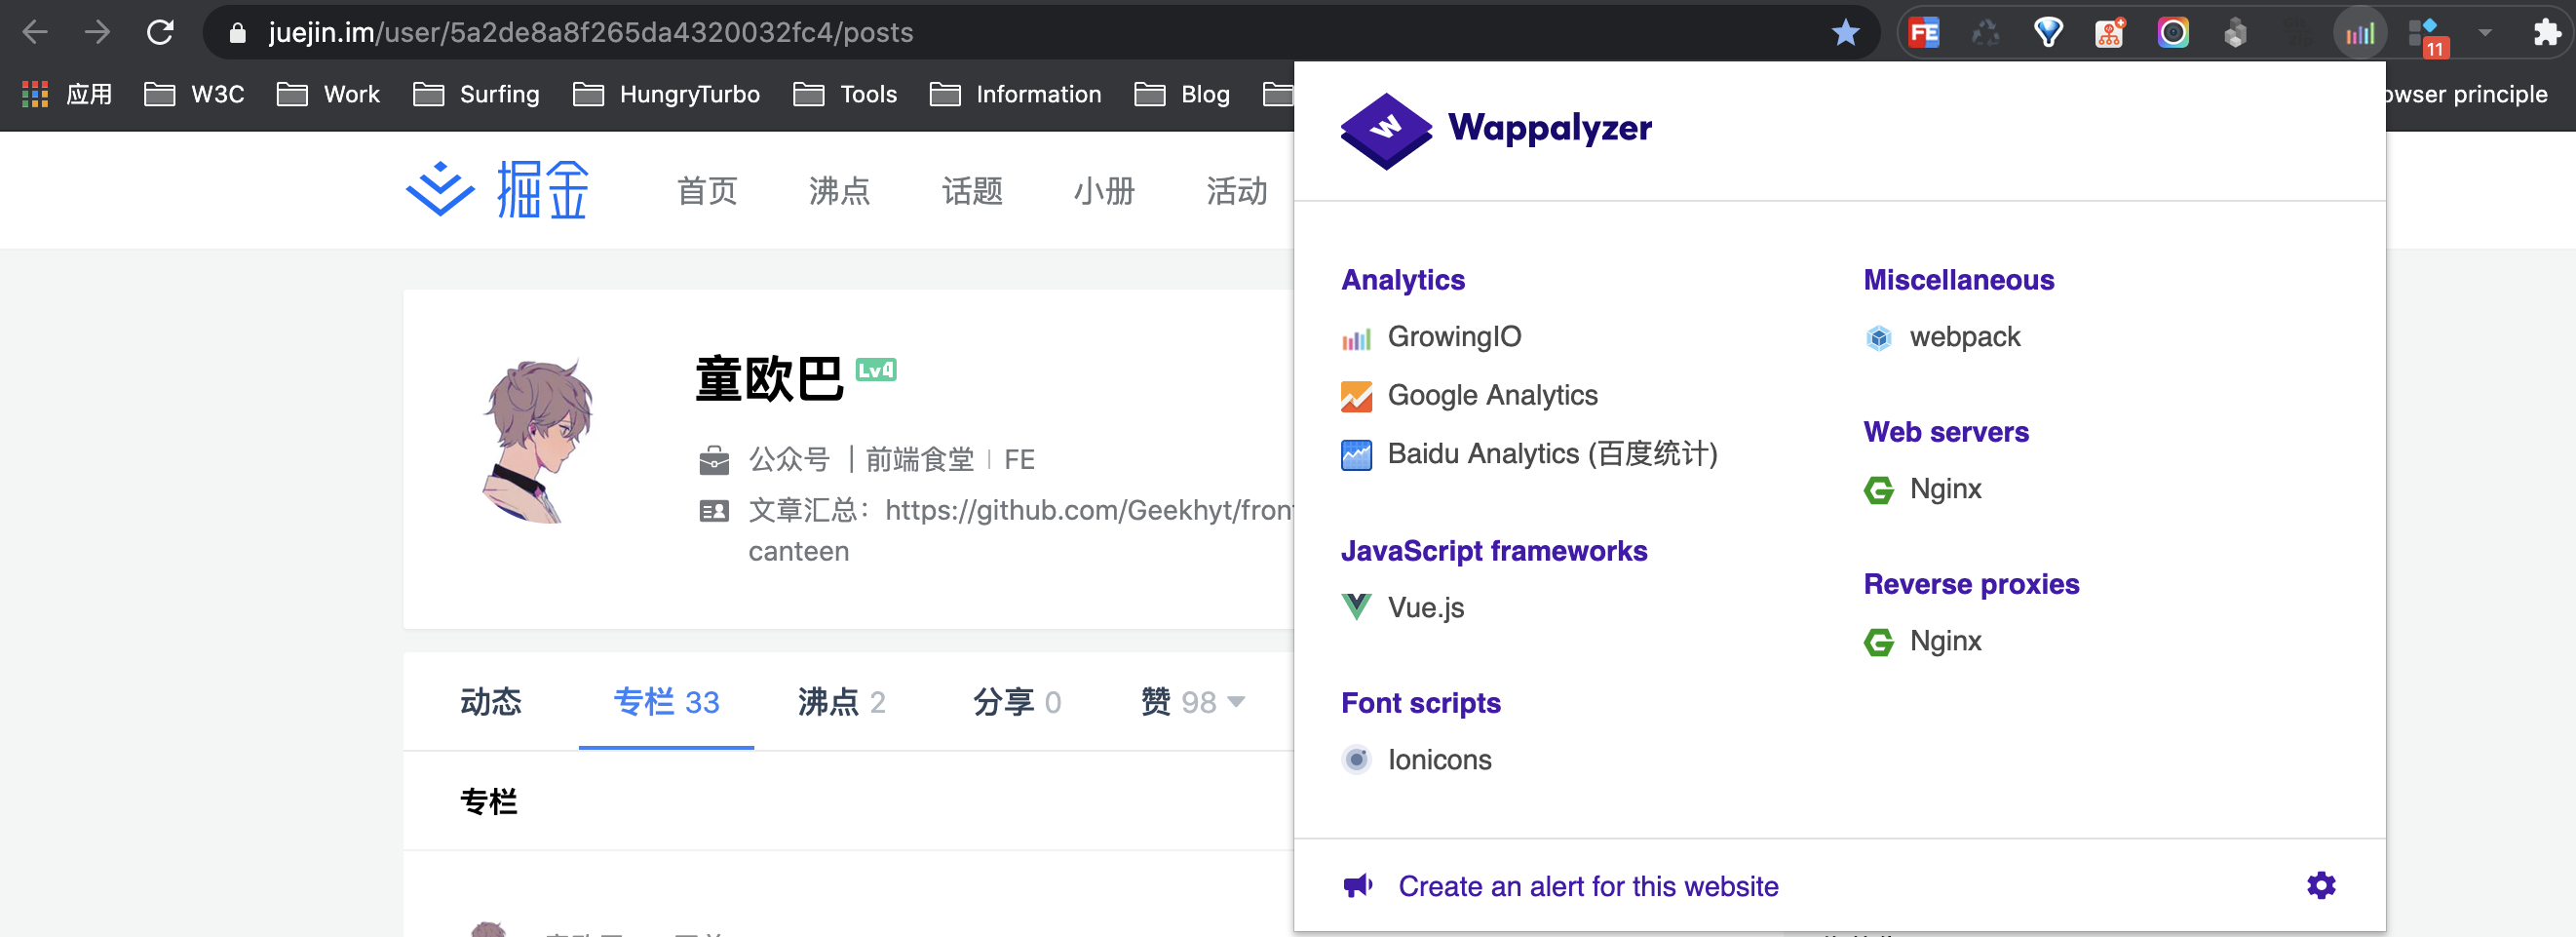 juejin.im/user/5a2de8a8f265da4320032fc4/posts
FE
11
应用
W3C
Work
Surfing
HungryTurbo
Tools
Information
Blog
owser principle
掘金
首页
沸点
话题
小册
活动
童欧巴 Lv4
公众号 | 前端食堂 | FE
文章汇总：https://github.com/Geekhyt/fron
canteen
动态
专栏 33
沸点 2
分享 0
赞 98
专栏
W Wappalyzer
Analytics
GrowingIO
Google Analytics
Baidu Analytics (百度统计)
JavaScript frameworks
Vue.js
Font scripts
Ionicons
Miscellaneous
webpack
Web servers
Nginx
Reverse proxies
Nginx
Create an alert for this website